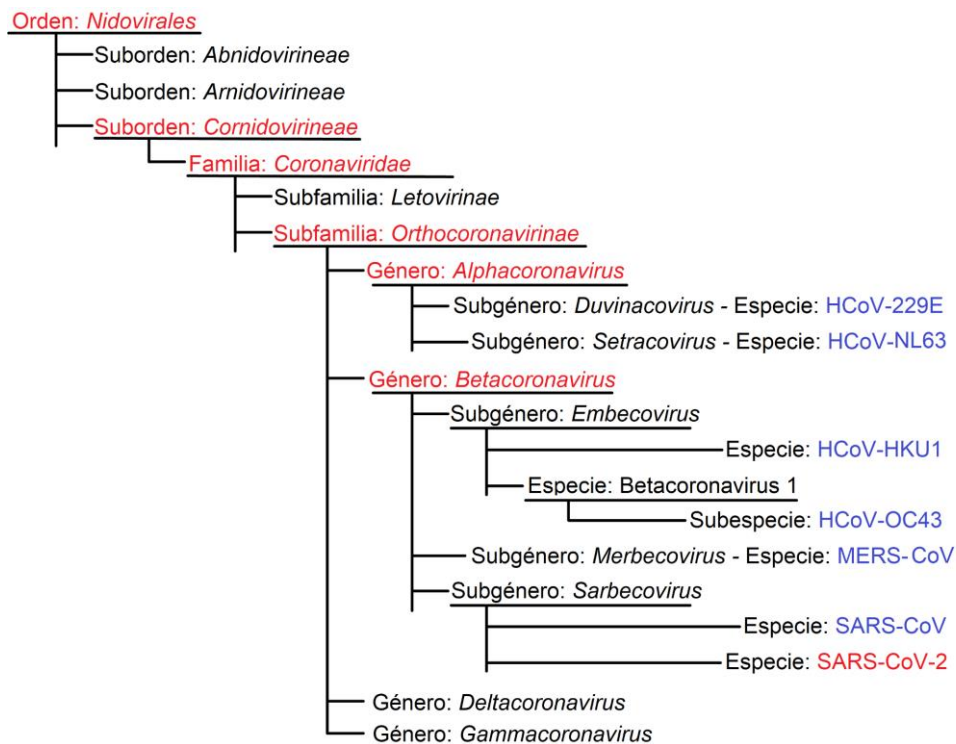 Orden: Nidovirales
Suborden: Abnidovirineae
Suborden: Arnidovirineae
Suborden: Cornidovirineae
Familia: Coronaviridae
Subfamilia: Letovirinae
Subfamilia: Orthocoronavirinae
Género: Alphacoronavirus
Subgénero: Duvinacovirus - Especie: HCoV-229E
Subgénero: Setracovirus - Especie: HCoV-NL63
Género: Betacoronavirus
Subgénero: Embecovirus
Especie: HCoV-HKU1
Especie: Betacoronavirus 1
Subespecie: HCoV-OC43
Subgénero: Merbecovirus - Especie: MERS-CoV
Subgénero: Sarbecovirus
Especie: SARS-CoV
Especie: SARS-CoV-2
Género: Deltacoronavirus
Género: Gammacoronavirus